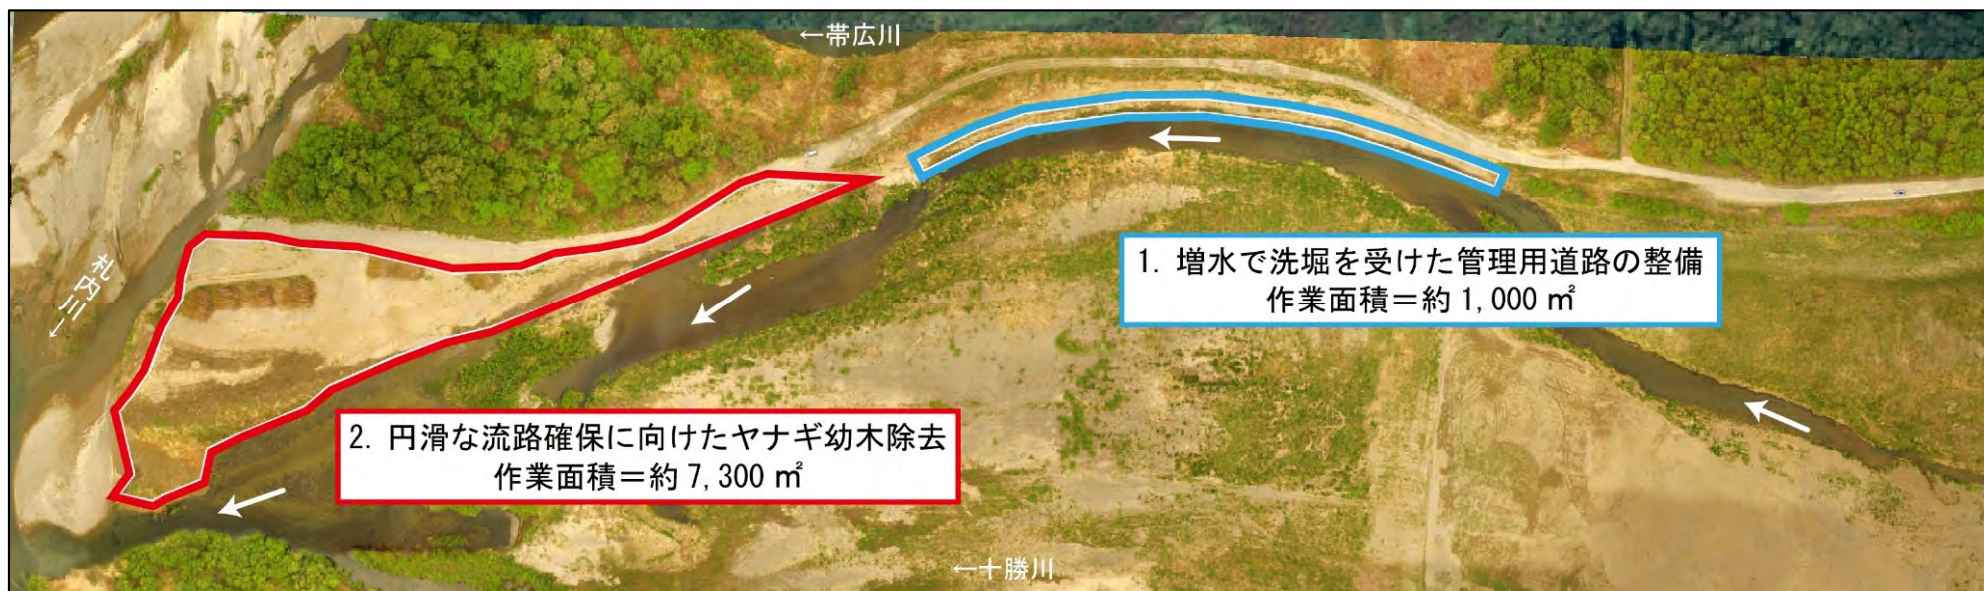 ←帯広川
札内川→
1. 増水で洗堀を受けた管理用道路の整備
作業面積＝約 1,000 ㎡
2. 円滑な流路確保に向けたヤナギ幼木除去
作業面積＝約 7,300 ㎡
←十勝川